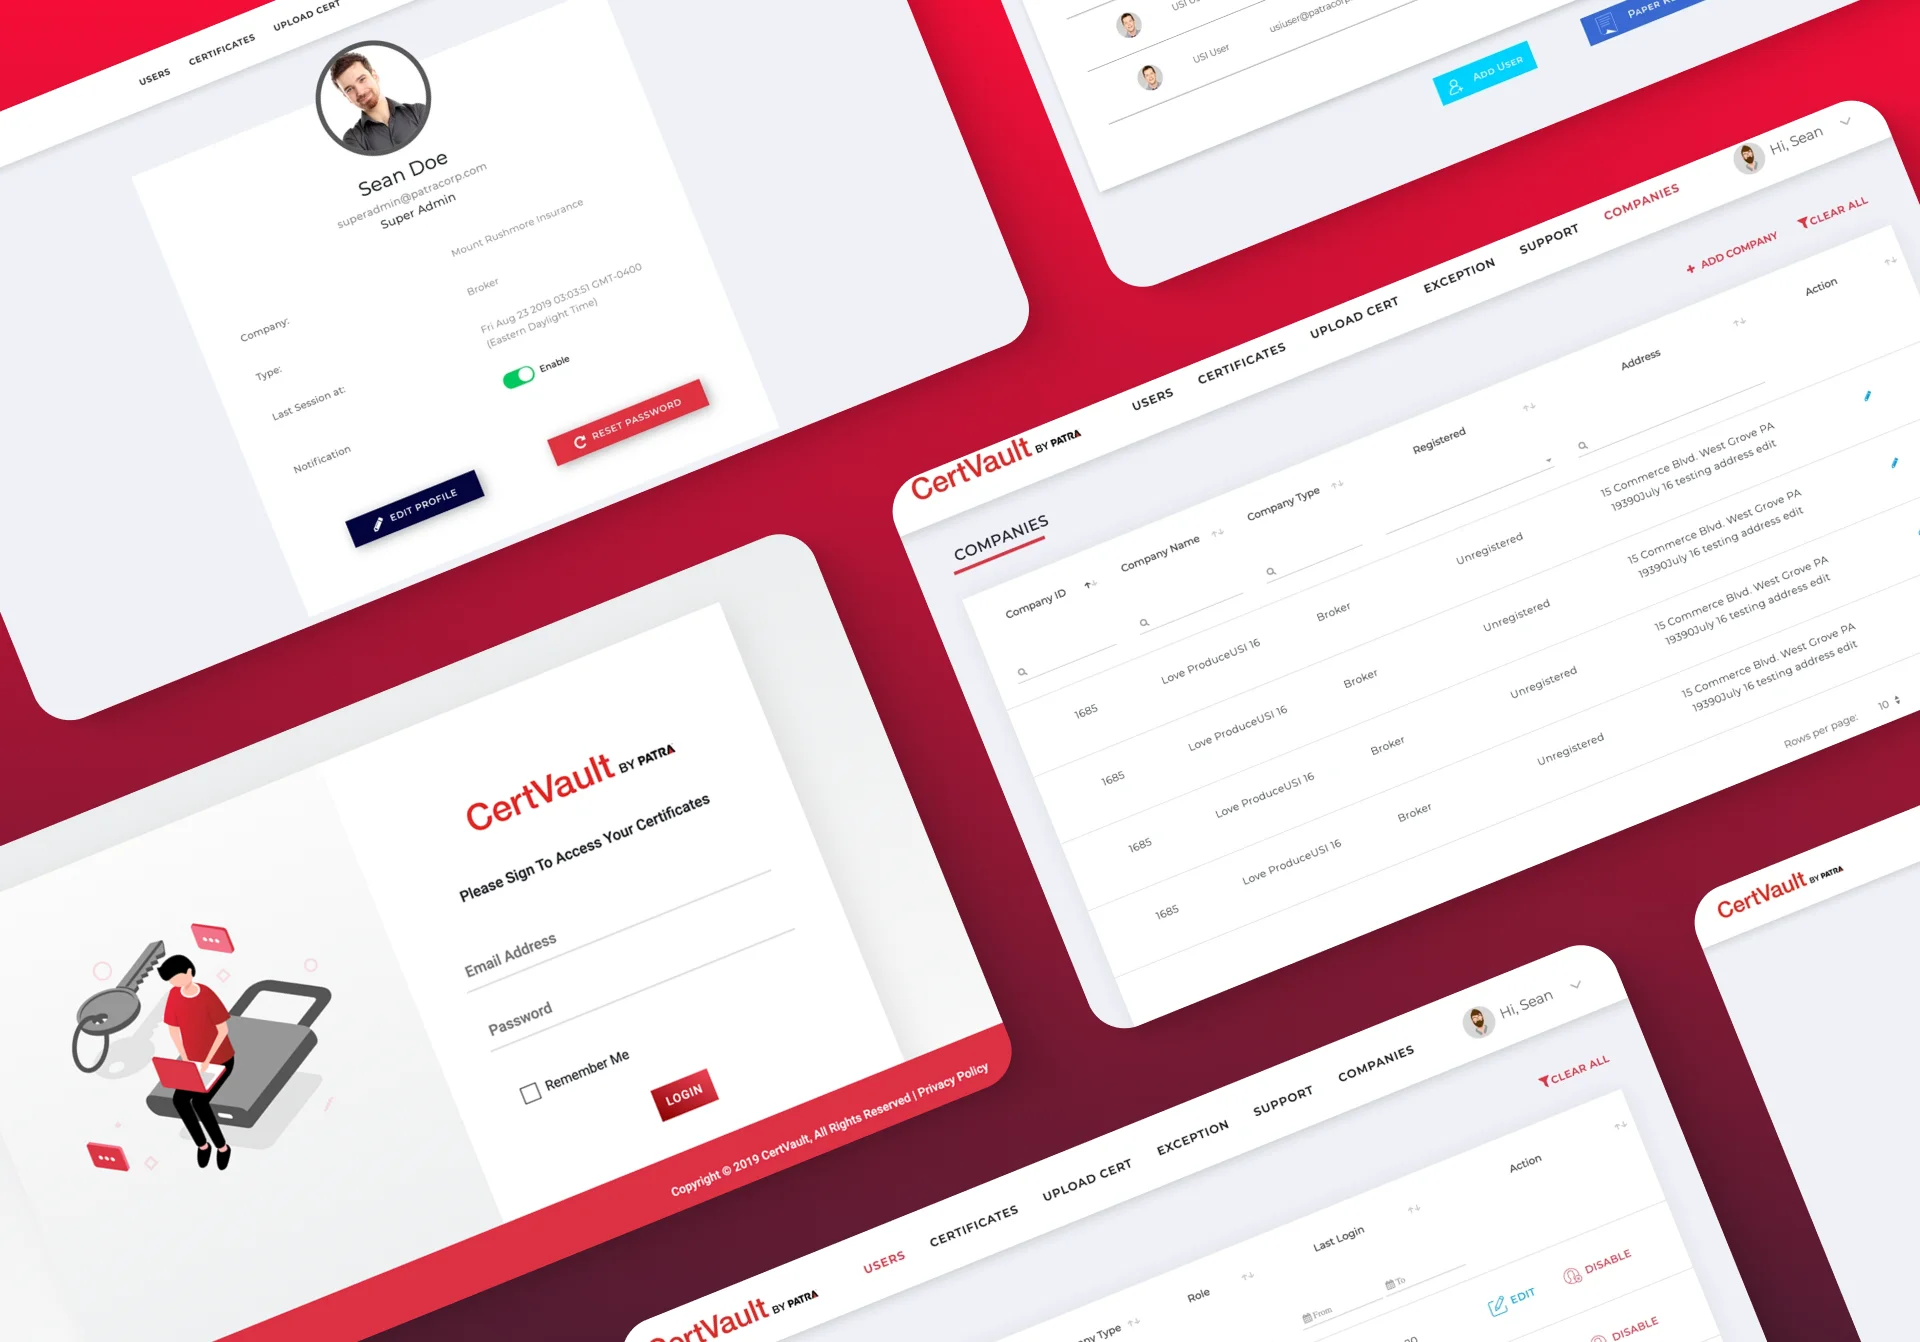 USERS
CERTIFICATES
UPLOAD CERT
Sean Doe
superadmin@patracorp.com
Super Admin
Company:
Mount Rushmore Insurance
Type:
Broker
Last Session at:
Fri Aug 23 2019 03:03:51 GMT-0400
(Eastern Daylight Time)
Notification
Enable
EDIT PROFILE
RESET PASSWORD
USI User
ADD USER
Hi, Sean
CertVault BY PATRA
USERS
CERTIFICATES
UPLOAD CERT
EXCEPTION
SUPPORT
COMPANIES
COMPANIES
+ ADD COMPANY
CLEAR ALL
Company ID
Company Name
Company Type
Registered
Address
Action
1685
Love ProduceUSI 16
Broker
Unregistered
15 Commerce Blvd. West Grove PA
19390July 16 testing address edit
1685
Love ProduceUSI 16
Broker
Unregistered
15 Commerce Blvd. West Grove PA
19390July 16 testing address edit
1685
Love ProduceUSI 16
Broker
Unregistered
15 Commerce Blvd. West Grove PA
19390July 16 testing address edit
1685
Love ProduceUSI 16
Broker
Unregistered
15 Commerce Blvd. West Grove PA
19390July 16 testing address edit
Rows per page:
10
CertVault BY PATRA
Please Sign To Access Your Certificates
Email Address
Password
Remember Me
LOGIN
Copyright © 2019 CertVault, All Rights Reserved | Privacy Policy
CertVault BY PATRA
USERS
CERTIFICATES
UPLOAD CERT
EXCEPTION
SUPPORT
COMPANIES
Hi, Sean
CLEAR ALL
Type
Role
Last Login
Action
From
To
EDIT
DISABLE
DISABLE
CertVault BY PATRA